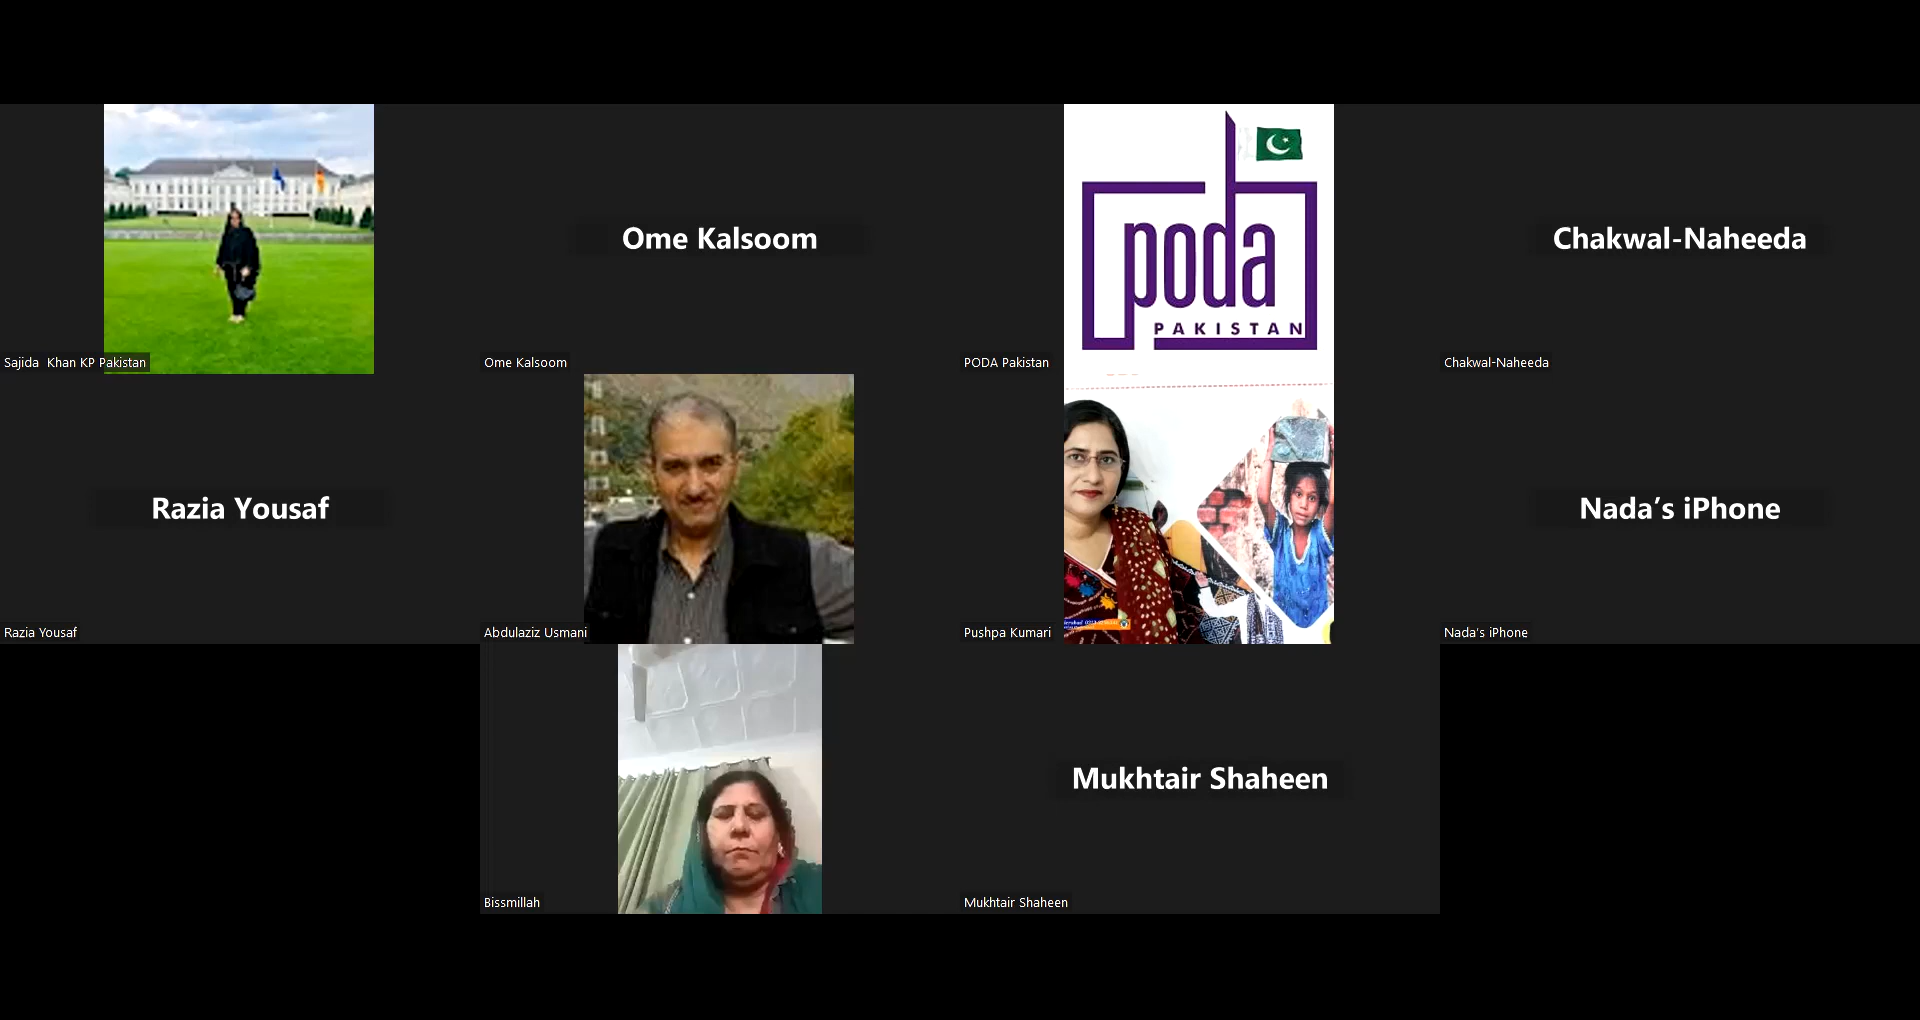 poda
PAKISTAN
Sajida Khan KP Pakistan
Ome Kalsoom
Ome Kalsoom
PODA Pakistan
Chakwal-Naheeda
Chakwal-Naheeda
Razia Yousaf
Razia Yousaf
Abdulaziz Usmani
Pushpa Kumari
Nada’s iPhone
Nada's iPhone
Bissmillah
Mukhtair Shaheen
Mukhtair Shaheen